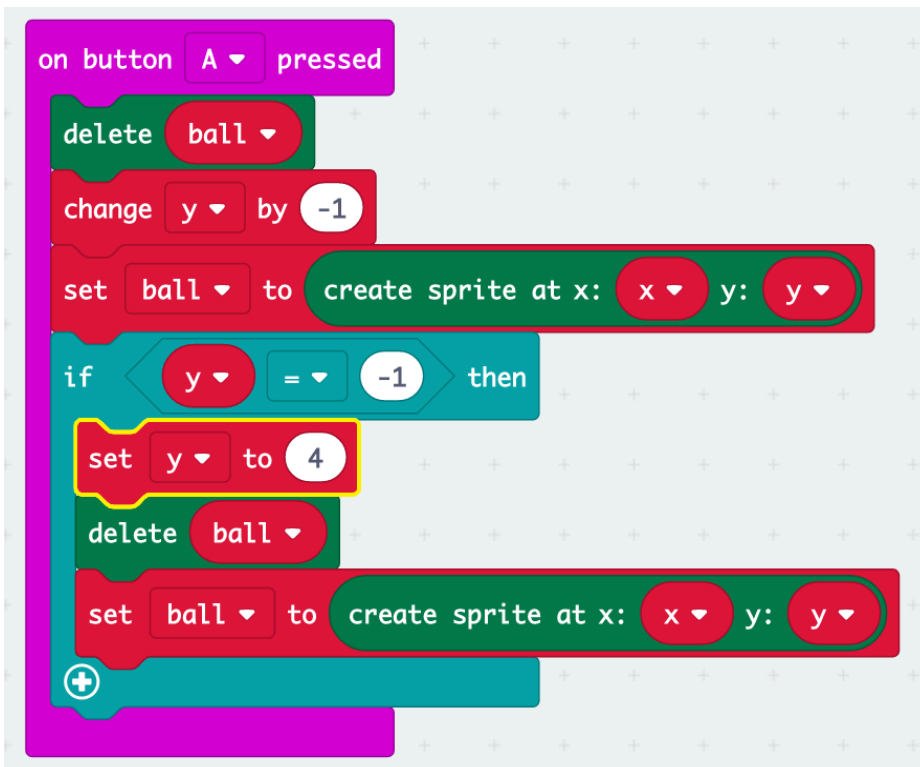 on button A pressed
delete ball
change y by -1
set ball to create sprite at x: x y: y
if y = -1 then
set y to 4
delete ball
set ball to create sprite at x: x y: y